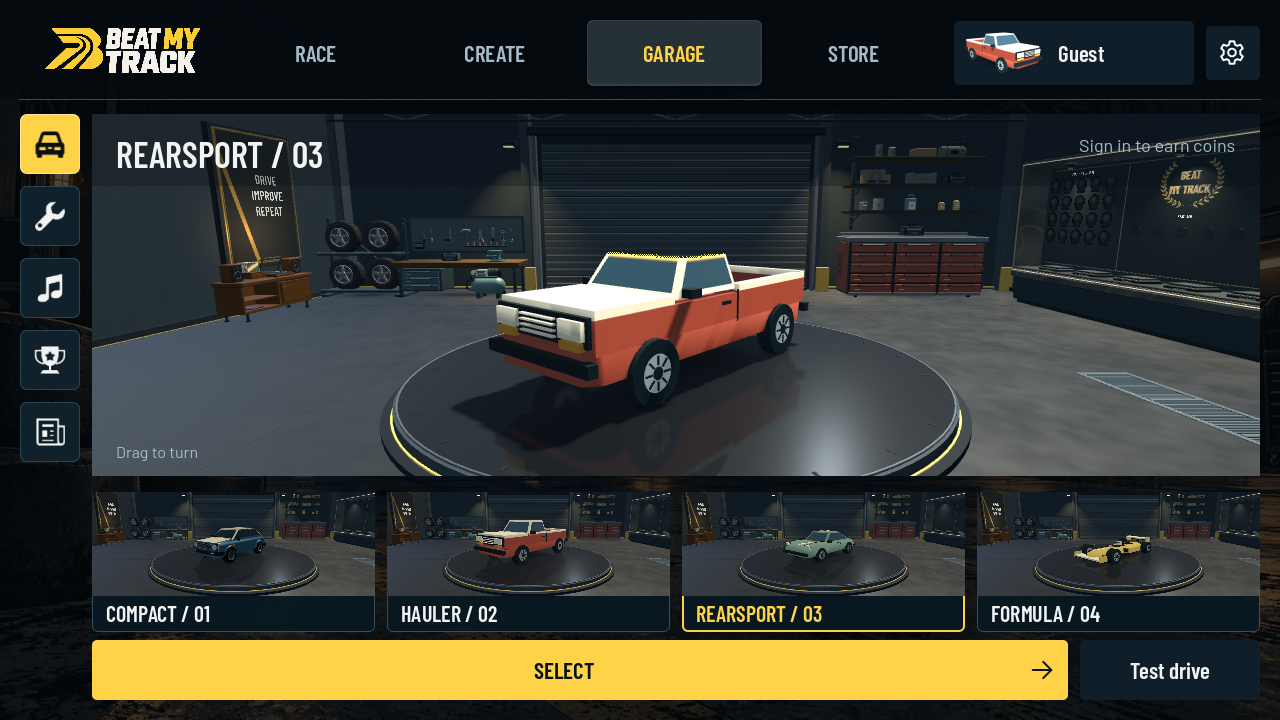 BEAT MY TRACK
RACE
CREATE
GARAGE
STORE
Guest
REARSPORT / 03
Sign in to earn coins
DRIVE
IMPROVE
REPEAT
BEAT
MY TRACK
Drag to turn
COMPACT / 01
HAULER / 02
REARSPORT / 03
FORMULA / 04
SELECT
Test drive